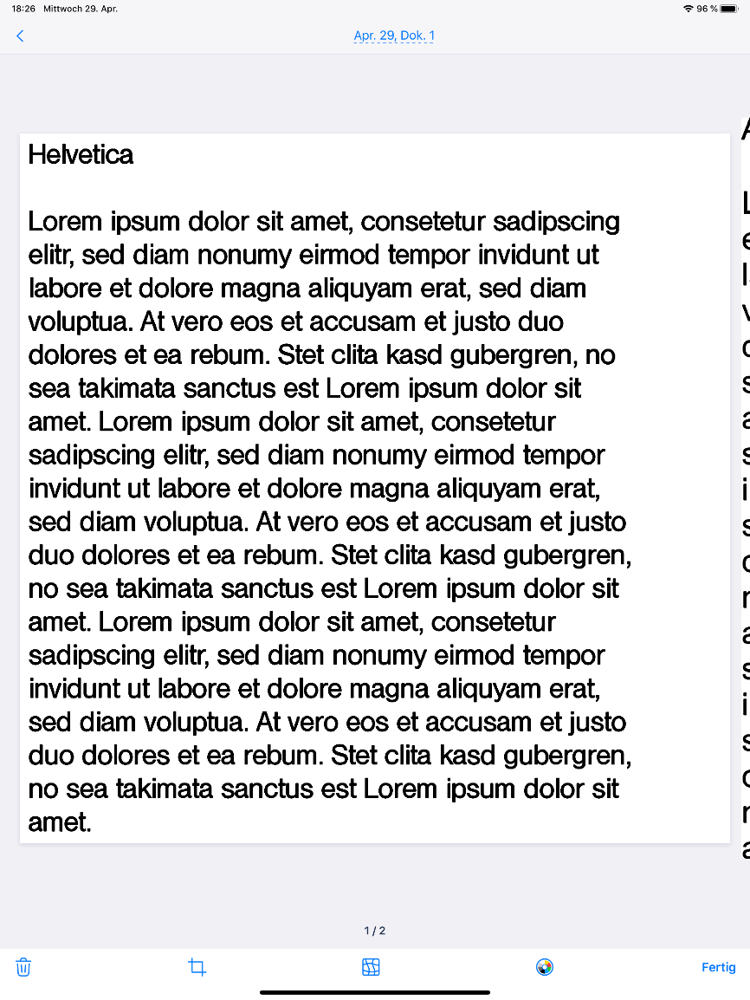 18:26 Mittwoch 29. Apr.
96 %
Apr. 29, Dok. 1
Helvetica
Lorem ipsum dolor sit amet, consetetur sadipscing
elitr, sed diam nonumy eirmod tempor invidunt ut
labore et dolore magna aliquyam erat, sed diam
voluptua. At vero eos et accusam et justo duo
dolores et ea rebum. Stet clita kasd gubergren, no
sea takimata sanctus est Lorem ipsum dolor sit
amet. Lorem ipsum dolor sit amet, consetetur
sadipscing elitr, sed diam nonumy eirmod tempor
invidunt ut labore et dolore magna aliquyam erat,
sed diam voluptua. At vero eos et accusam et justo
duo dolores et ea rebum. Stet clita kasd gubergren,
no sea takimata sanctus est Lorem ipsum dolor sit
amet. Lorem ipsum dolor sit amet, consetetur
sadipscing elitr, sed diam nonumy eirmod tempor
invidunt ut labore et dolore magna aliquyam erat,
sed diam voluptua. At vero eos et accusam et justo
duo dolores et ea rebum. Stet clita kasd gubergren,
no sea takimata sanctus est Lorem ipsum dolor sit
amet.
1 / 2
Fertig